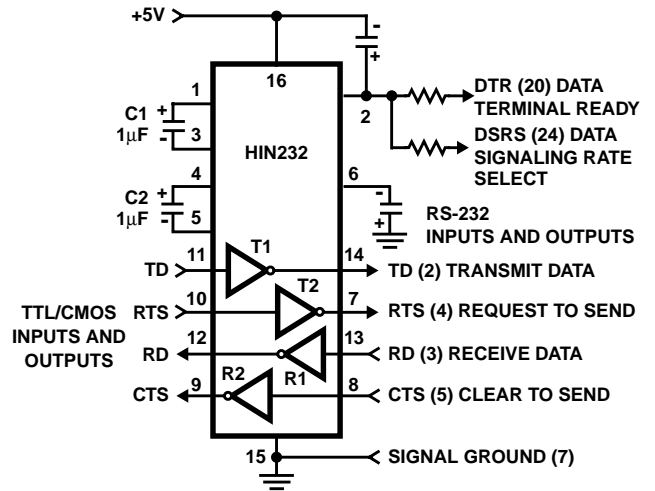 +5V
-
+
16
1
2
DTR (20) DATA
TERMINAL READY
C1
1µF
+
-
3
HIN232
DSRS (24) DATA
SIGNALING RATE
SELECT
4
6
C2
1µF
+
-
5
-
+
RS-232
INPUTS AND OUTPUTS
TD
11
T1
14
TD (2) TRANSMIT DATA
TTL/CMOS
INPUTS AND
OUTPUTS
RTS
10
T2
7
RTS (4) REQUEST TO SEND
RD
12
R1
13
RD (3) RECEIVE DATA
CTS
9
R2
8
CTS (5) CLEAR TO SEND
15
SIGNAL GROUND (7)